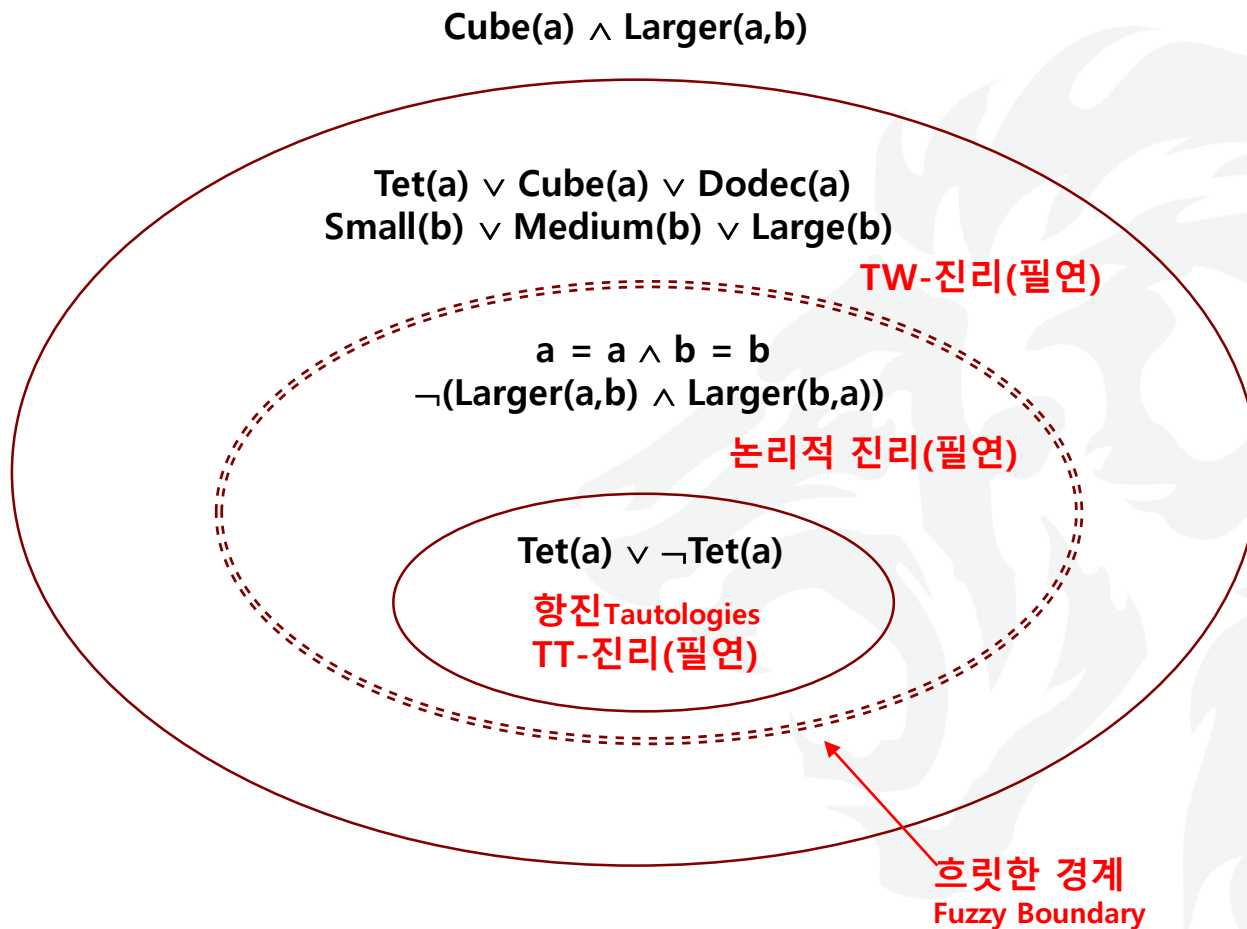 Cube(a) ∧ Larger(a,b)
Tet(a) ∨ Cube(a) ∨ Dodec(a)
Small(b) ∨ Medium(b) ∨ Large(b)
TW-진리(필연)
a = a ∧ b = b
¬(Larger(a,b) ∧ Larger(b,a))
논리적 진리(필연)
Tet(a) ∨ ¬Tet(a)
항진Tautologies
TT-진리(필연)
흐릿한 경계
Fuzzy Boundary